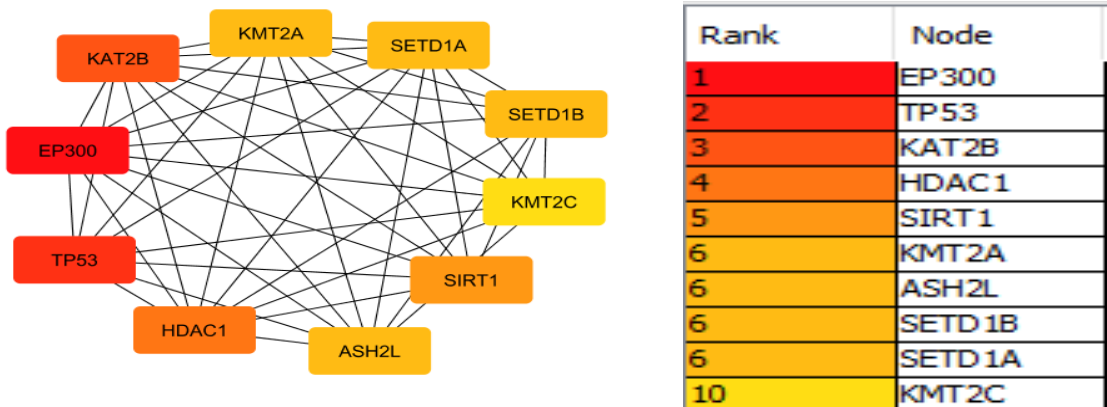 KMT2A
SETD1A
KAT2B
SETD1B
EP300
KMT2C
TP53
SIRT1
HDAC1
ASH2L
Rank Node
1 EP300
2 TP53
3 KAT2B
4 HDAC1
5 SIRT1
6 KMT2A
6 ASH2L
6 SETD1B
6 SETD1A
10 KMT2C